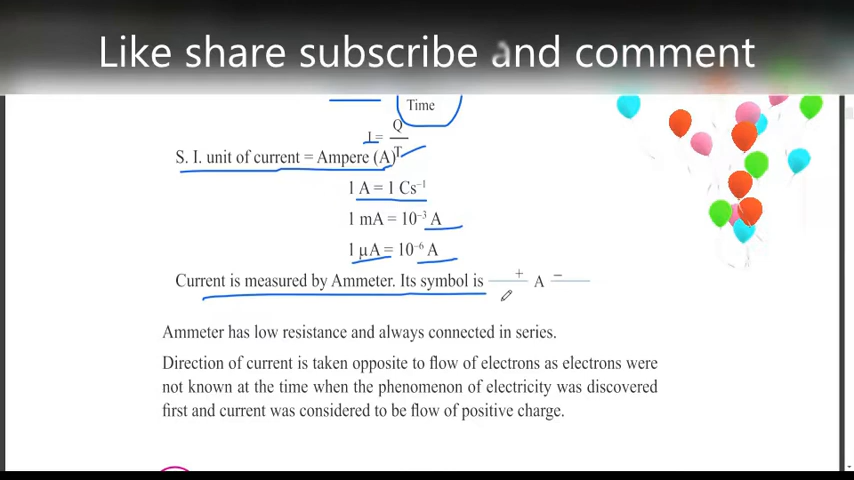 Like share subscribe and comment
Time
I = Q
T
S. I. unit of current = Ampere (A)
1 A = 1 Cs⁻¹
1 mA = 10⁻³ A
1 μA = 10⁻⁶ A
Current is measured by Ammeter. Its symbol is + A −
Ammeter has low resistance and always connected in series.
Direction of current is taken opposite to flow of electrons as electrons were
not known at the time when the phenomenon of electricity was discovered
first and current was considered to be flow of positive charge.